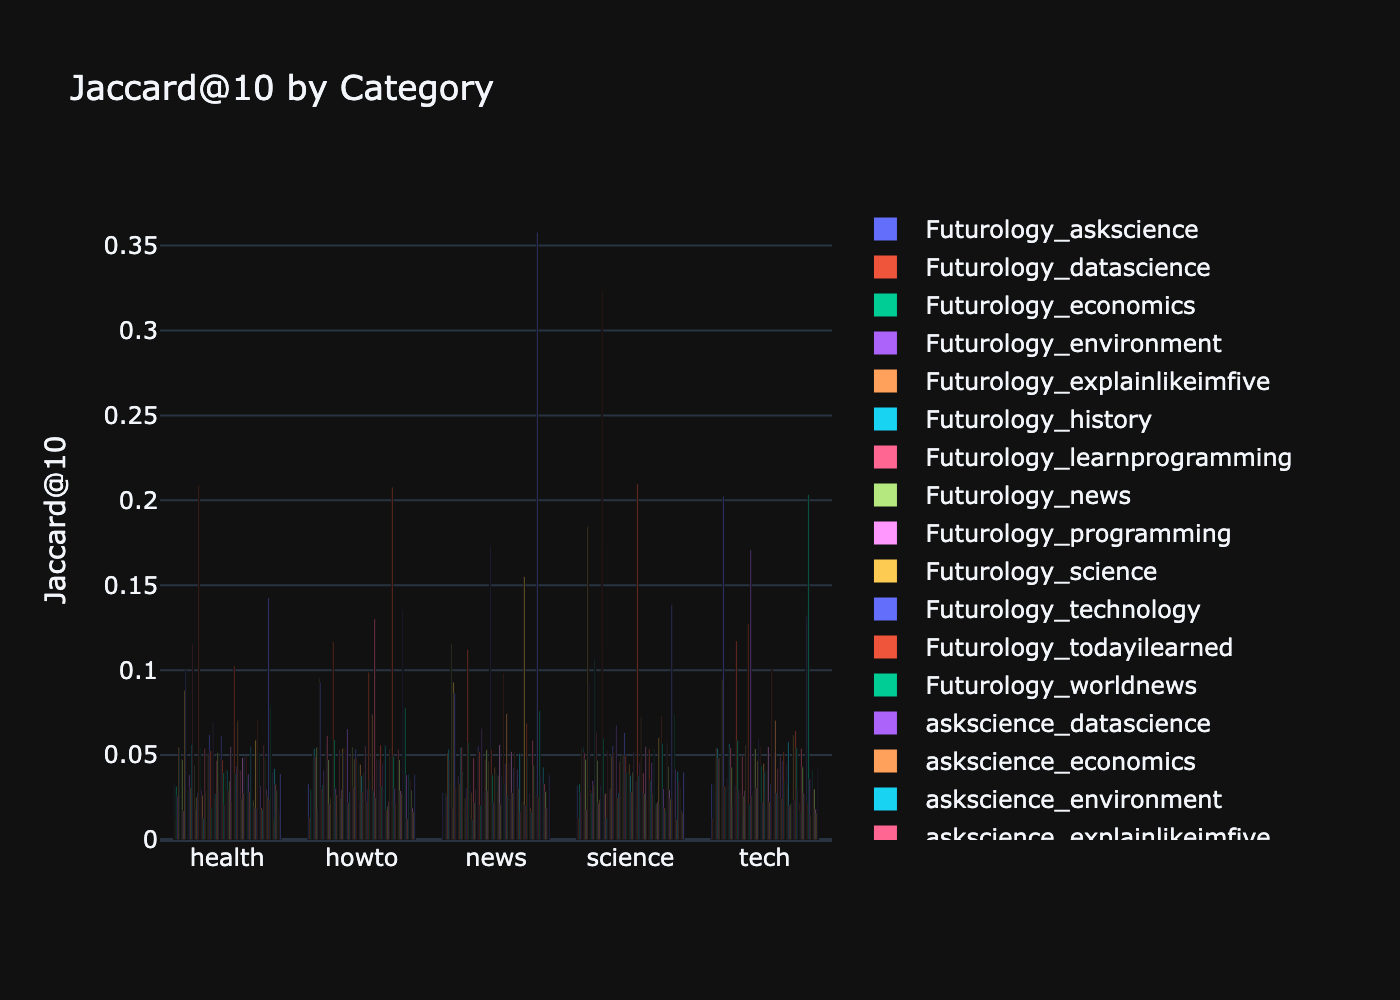 Jaccard@10 by Category
Jaccard@10
0.35
0.3
0.25
0.2
0.15
0.1
0.05
0
health
howto
news
science
tech
Futurology_askscience
Futurology_datascience
Futurology_economics
Futurology_environment
Futurology_explainlikeimfive
Futurology_history
Futurology_learnprogramming
Futurology_news
Futurology_programming
Futurology_science
Futurology_technology
Futurology_todayilearned
Futurology_worldnews
askscience_datascience
askscience_economics
askscience_environment
askscience_explainlikeimfive